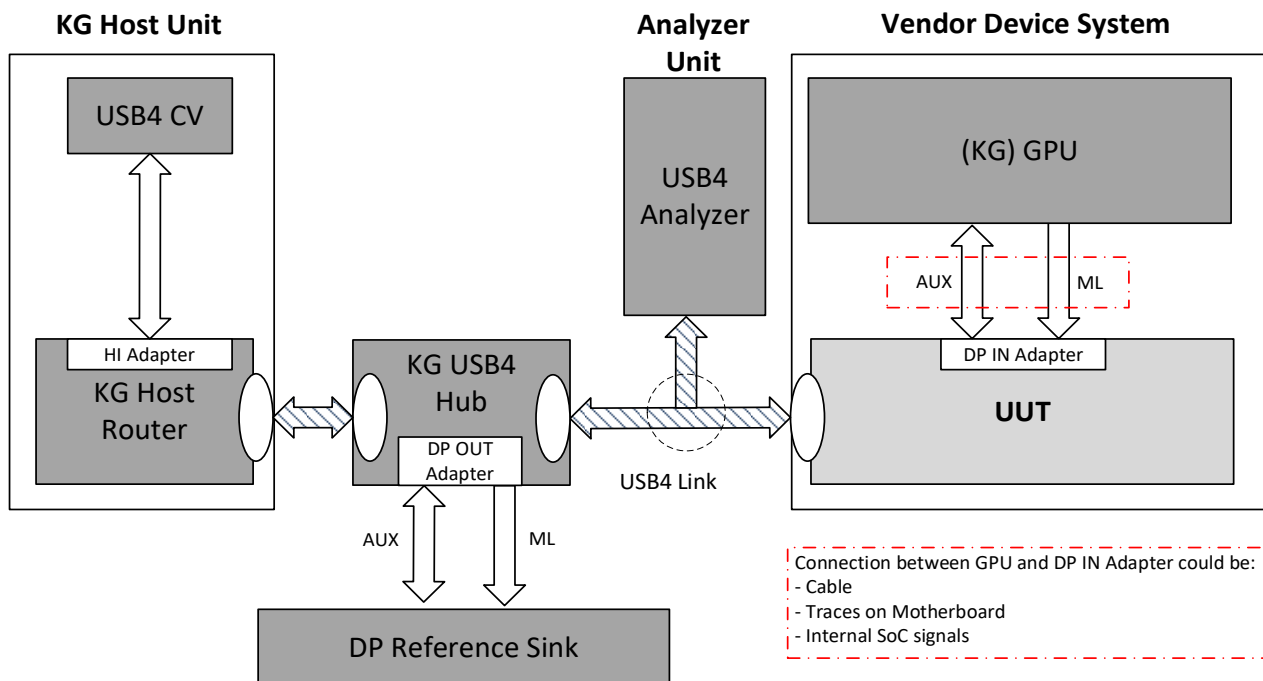 KG Host Unit
Analyzer
Unit
Vendor Device System
USB4 CV
(KG) GPU
USB4
Analyzer
AUX
ML
HI Adapter
KG Host
Router
KG USB4
Hub
DP OUT
Adapter
DP IN Adapter
UUT
USB4 Link
AUX
ML
DP Reference Sink
Connection between GPU and DP IN Adapter could be:
- Cable
- Traces on Motherboard
- Internal SoC signals